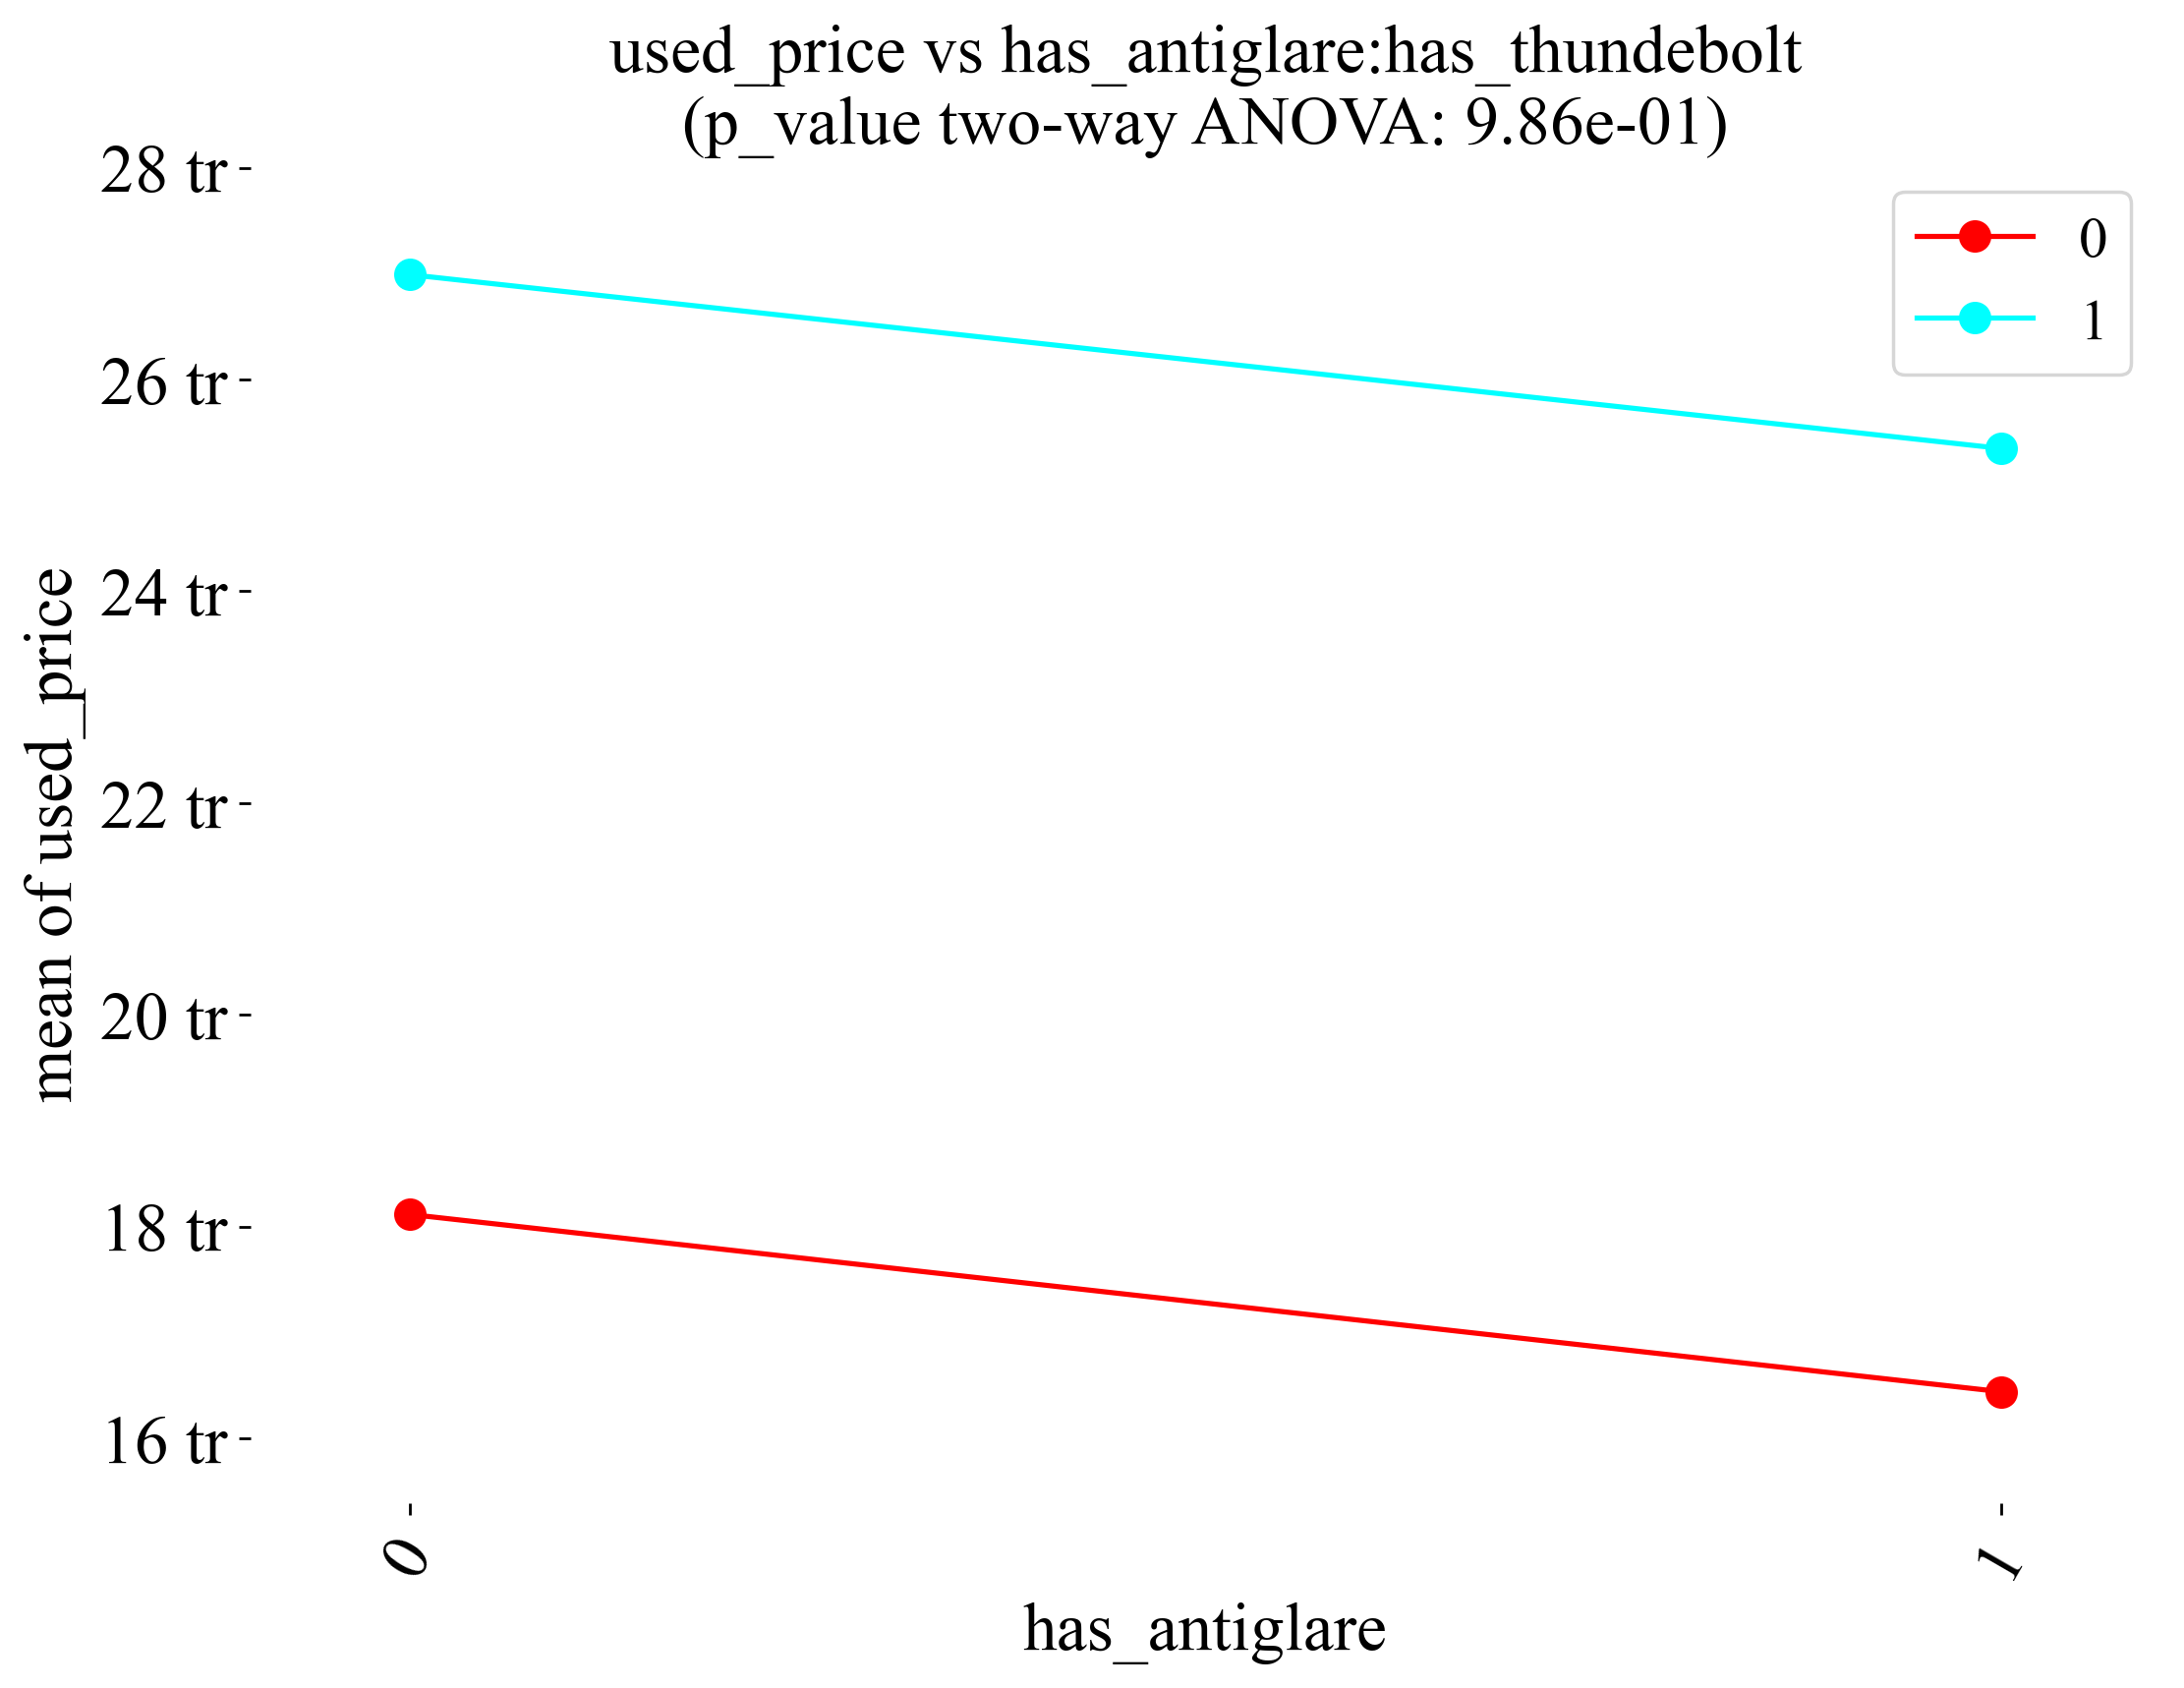 used_price vs has_antiglare:has_thundebolt
(p_value two-way ANOVA: 9.86e-01)
28 tr
26 tr
24 tr
22 tr
20 tr
18 tr
16 tr
mean of used_price
0
1
0
1
has_antiglare